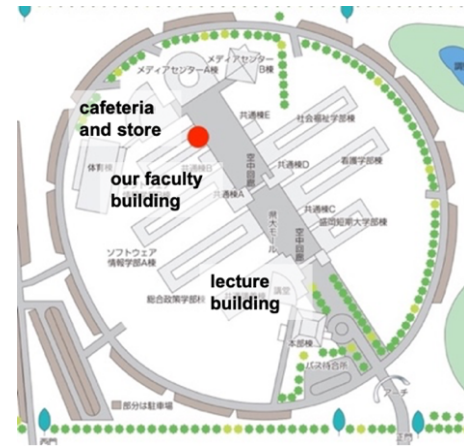 メディアセンターA棟
メディアセンター
B棟
cafeteria
and store
共通棟E
社会福祉学部棟
体育棟
共通棟B
空中回廊
共通棟D
看護学部棟
our faculty
building
共通棟A
共通棟C
盛岡短期大学部棟
県大モール
空中回廊
ソフトウェア
情報学部A棟
総合政策学部棟
lecture
building
講堂
本部棟
バス待合所
アーチ
部分は駐車場
西門
正門